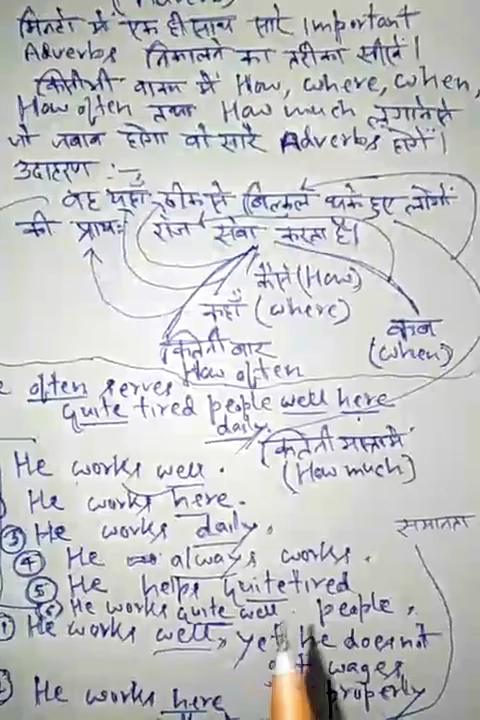 मिनटों में एक ही साथ सारे Important
Adverbs निकालने का तरीका सीखें।
किसी भी वाक्य में How, where, when,
How often तथा How much लगाने से
जो जवाब होगा वो सारे Adverbs होंगे।
उदाहरण :-
वह यहाँ ठीक से बिल्कुल थके हुए लोगों
की प्रायः रोज सेवा करता है।
कैसे (How)
कहाँ (where)
कब
(when)
कितनी बार
How often
often serves
quite tired people well here
daily.
कितनी मात्रा में
(How much)
He works well.
He works here.
समानता
③ He works daily.
④ He always works.
⑤ He helps quite tired
people.
⑥ He works quite well.
He works well, yet he does not
wages
properly
He works here